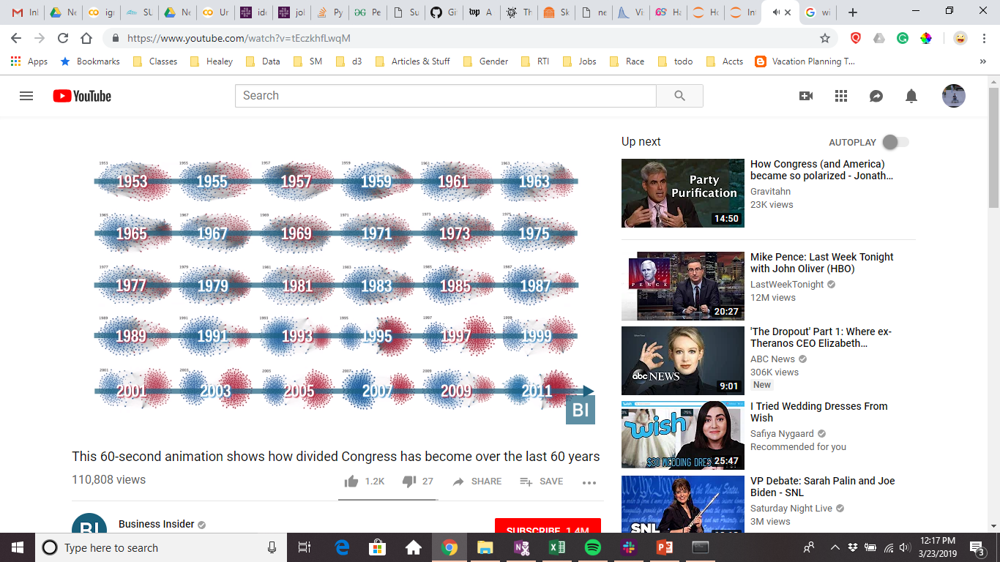 InI
Ne
ign
SU
Ne
Ur
ide
jol
Py
Pe
Su
Gi
A
Th
Sk
ne
Vis
Ha
Ho
In
wi
https://www.youtube.com/watch?v=tEczkhfLwqM
Apps Bookmarks Classes Healey Data SM d3 Articles & Stuff Gender RTI Jobs Race todo Accts Vacation Planning T... »
YouTube
Search
1953 1955 1957 1959 1961 1963
1965 1967 1969 1971 1973 1975
1977 1979 1981 1983 1985 1987
1989 1991 1993 1995 1997 1999
2001 2003 2005 2007 2009 2011
BI
This 60-second animation shows how divided Congress has become over the last 60 years
110,808 views
1.2K 27 SHARE SAVE
BI
Business Insider
SUBSCRIBE 1.4M
Up next
AUTOPLAY
Party
Purification
14:50
How Congress (and America)
became so polarized - Jonath...
Gravitahn
23K views
PENCE
20:27
Mike Pence: Last Week Tonight
with John Oliver (HBO)
LastWeekTonight
12M views
abc NEWS
9:01
'The Dropout' Part 1: Where ex-
Theranos CEO Elizabeth...
ABC News
306K views
New
wish
-75%
$30 WEDDING DRES
25:47
I Tried Wedding Dresses From
Wish
Safiya Nygaard
Recommended for you
We the People
SNL
VP Debate: Sarah Palin and Joe
Biden - SNL
Saturday Night Live
3M views
Type here to search
12:17 PM
3/23/2019
3